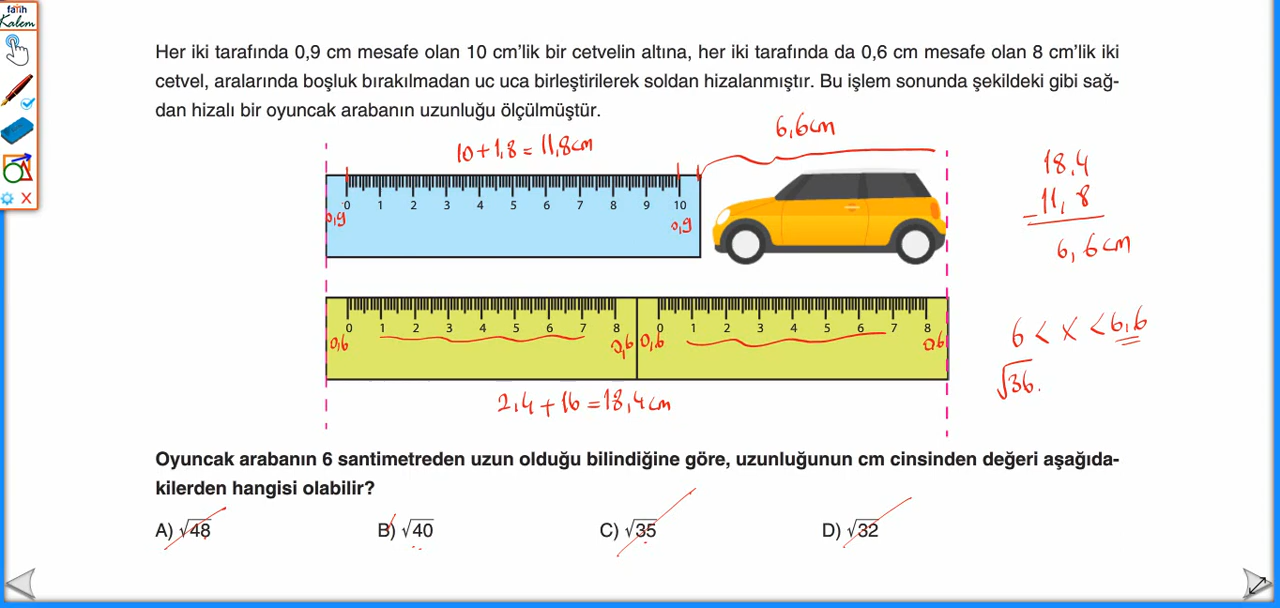 fatih
Kalem
Her iki tarafında 0,9 cm mesafe olan 10 cm'lik bir cetvelin altına, her iki tarafında da 0,6 cm mesafe olan 8 cm'lik iki
cetvel, aralarında boşluk bırakılmadan uc uca birleştirilerek soldan hizalanmıştır. Bu işlem sonunda şekildeki gibi sağ-
dan hizalı bir oyuncak arabanın uzunluğu ölçülmüştür.
10+1,8=11,8cm
6,6cm
0 1 2 3 4 5 6 7 8 9 10
0,9 0,9
18,4
-11,8
6,6cm
0 1 2 3 4 5 6 7 8 0 1 2 3 4 5 6 7 8
0,6 0,6 0,6 0,6
6 < x < 6,6
√36.
2,4+16=18,4cm
Oyuncak arabanın 6 santimetreden uzun olduğu bilindiğine göre, uzunluğunun cm cinsinden değeri aşağıda-
kilerden hangisi olabilir?
A) √48 B) √40 C) √35 D) √32